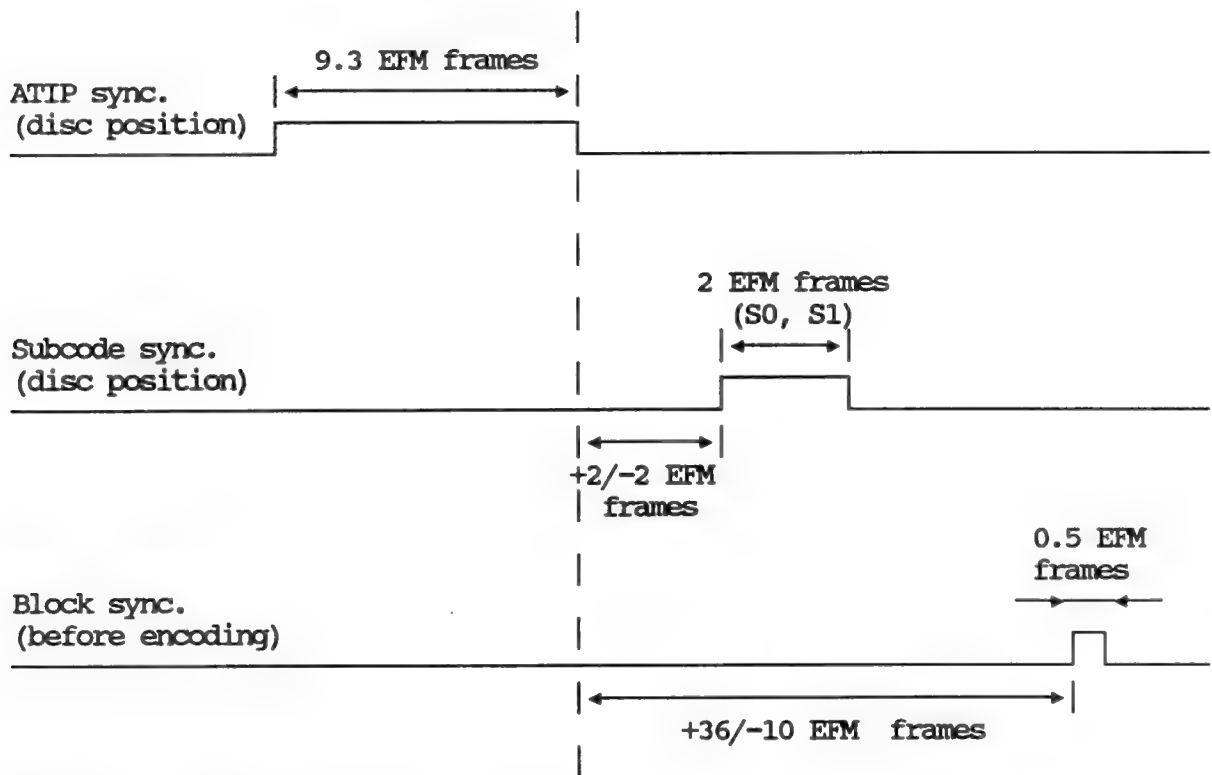 9.3 EFM frames
ATIP sync.
(disc position)
2 EFM frames
(S0, S1)
Subcode sync.
(disc position)
+2/-2 EFM
frames
0.5 EFM
frames
Block sync.
(before encoding)
+36/-10 EFM frames